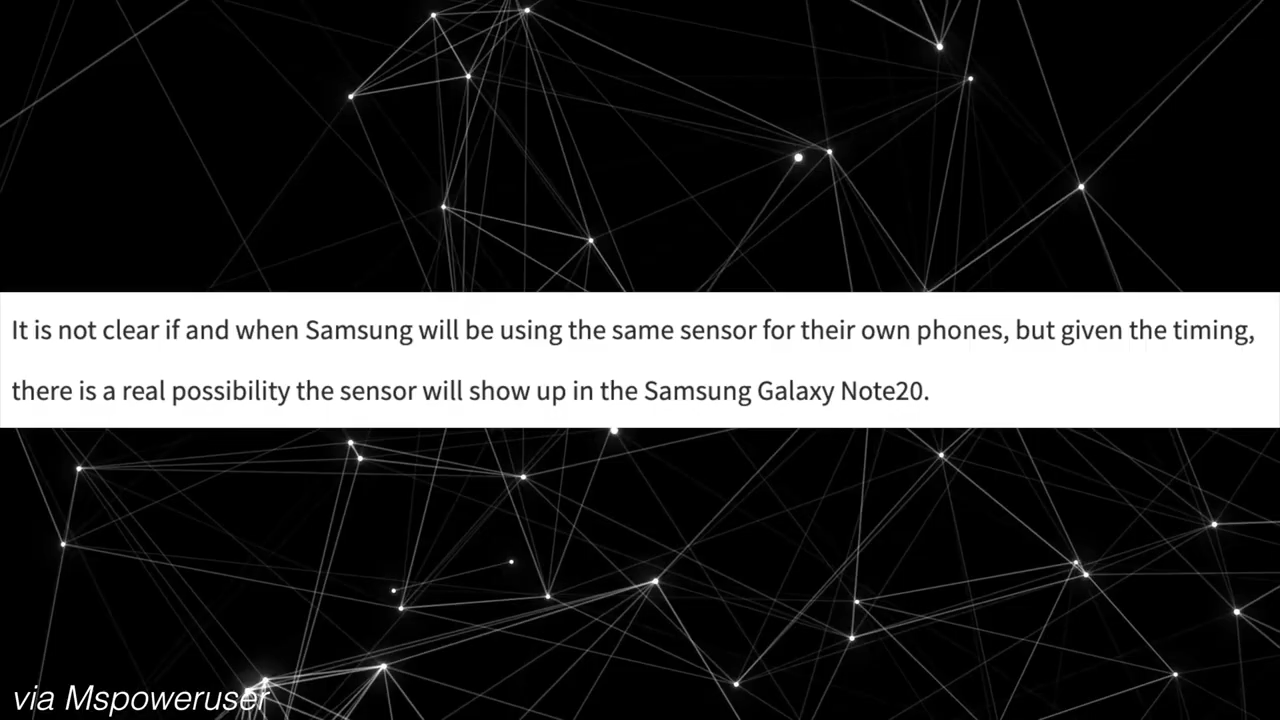 It is not clear if and when Samsung will be using the same sensor for their own phones, but given the timing,
there is a real possibility the sensor will show up in the Samsung Galaxy Note20.
via Mspoweruser